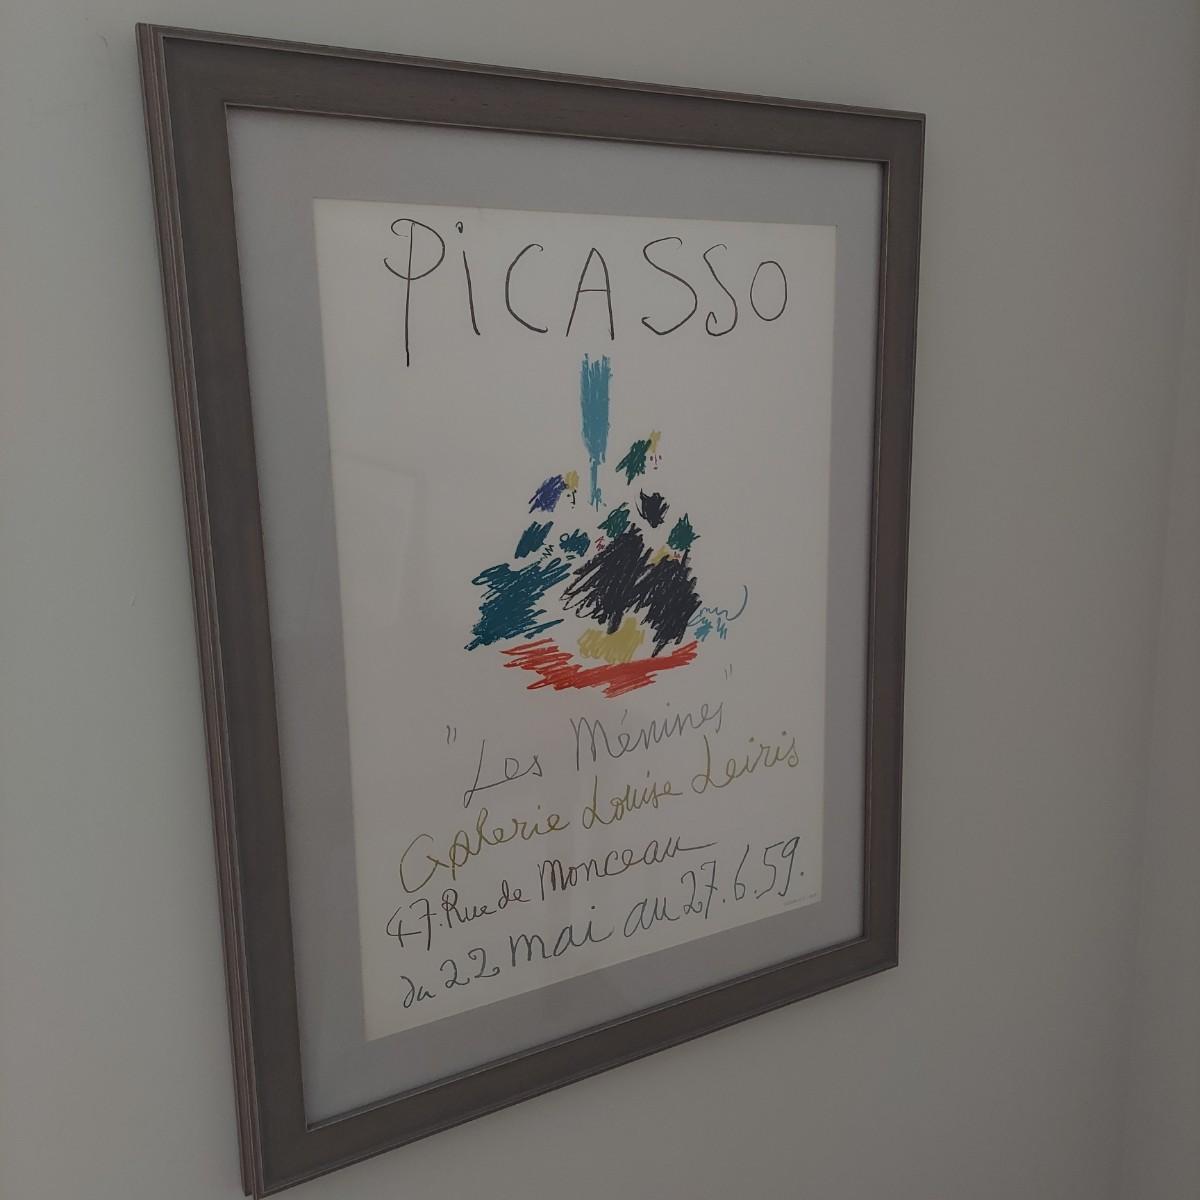 PiCASSO
"Les Ménines"
Galerie Louise Leiris
47. Rue de Monceau
du 22 mai au 27.6.59.